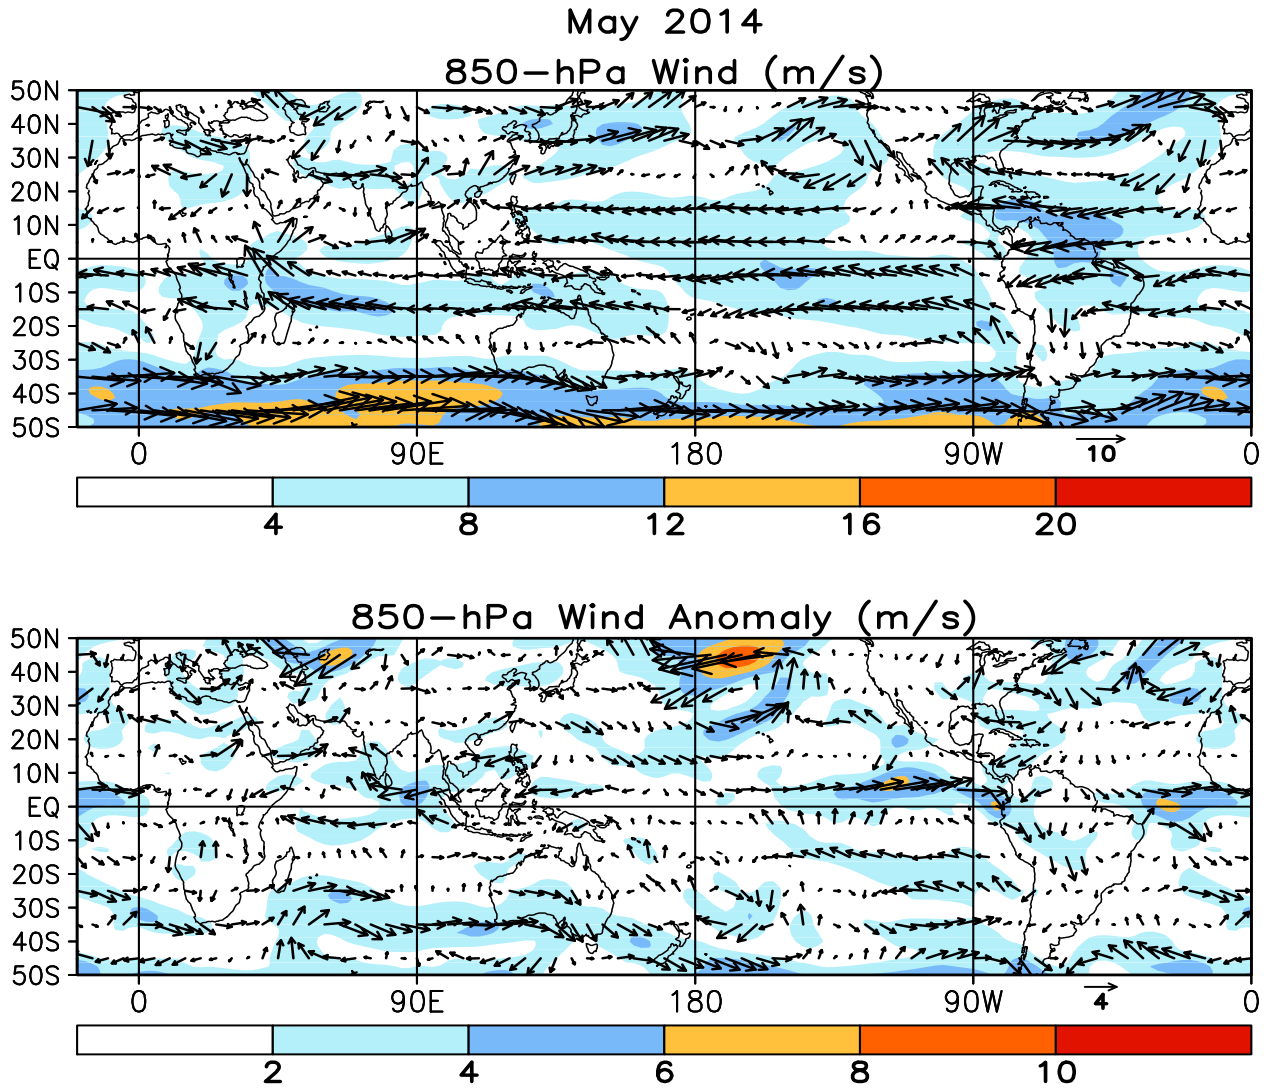 May 2014
850-hPa Wind (m/s)
50N
40N
30N
20N
10N
EQ
10S
20S
30S
40S
50S
0 90E 180 90W 0
10
4 8 12 16 20
850-hPa Wind Anomaly (m/s)
50N
40N
30N
20N
10N
EQ
10S
20S
30S
40S
50S
0 90E 180 90W 0
4
2 4 6 8 10